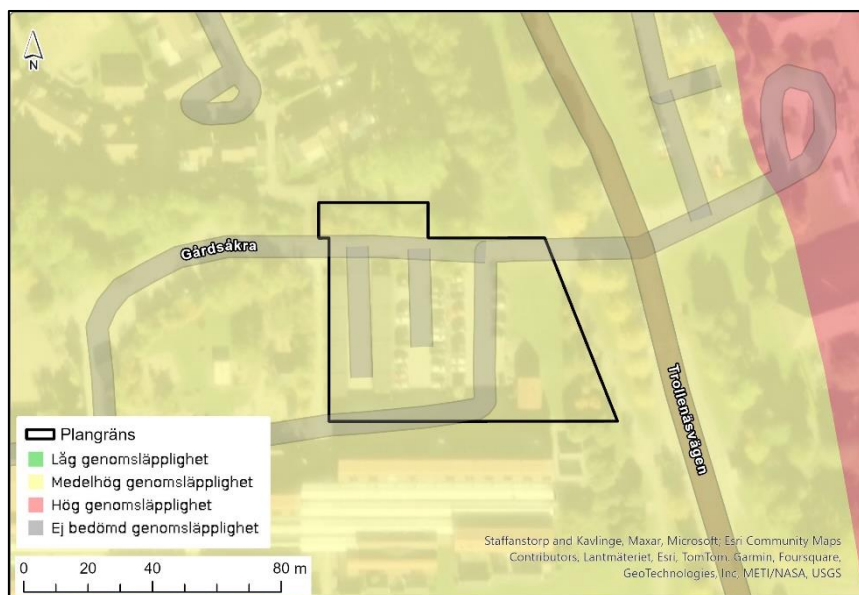 N
Gårdsåkra
Trollenäsvägen
Plangräns
Låg genomsläpplighet
Medelhög genomsläpplighet
Hög genomsläpplighet
Ej bedömd genomsläpplighet
0 20 40 80 m
Staffanstorp and Kavlinge, Maxar, Microsoft, Esri Community Maps
Contributors, Lantmäteriet, Esri, TomTom, Garmin, Foursquare,
GeoTechnologies, Inc, METI/NASA, USGS